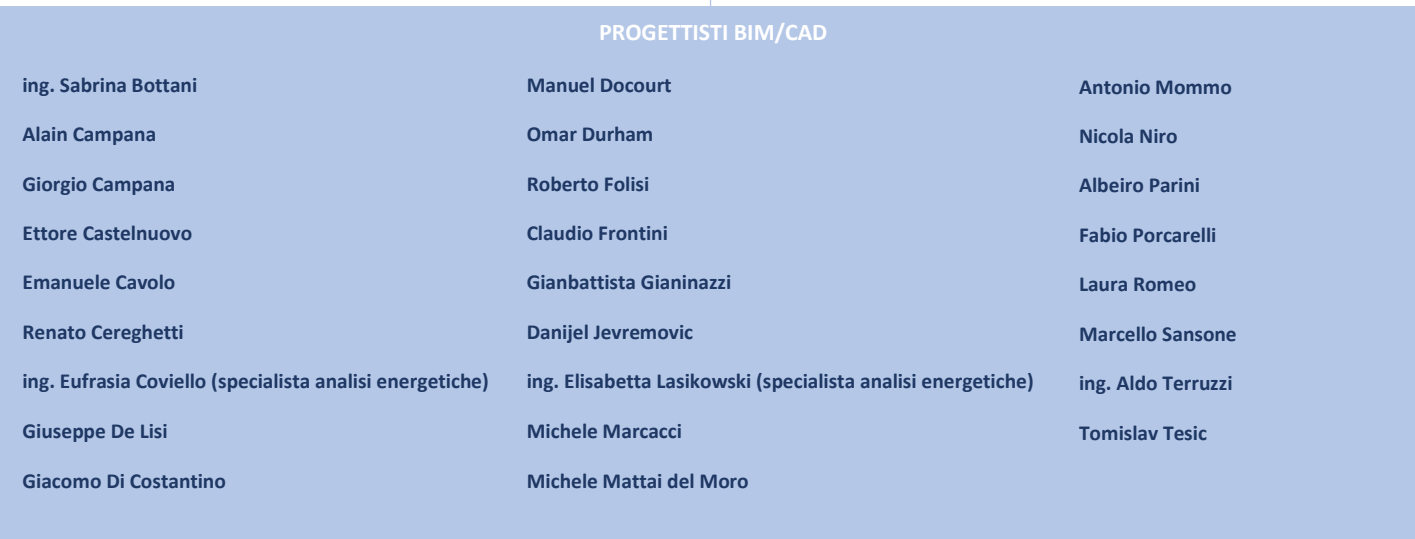 PROGETTISTI BIM/CAD
ing. Sabrina Bottani
Alain Campana
Giorgio Campana
Ettore Castelnuovo
Emanuele Cavolo
Renato Cereghetti
ing. Eufrasia Coviello (specialista analisi energetiche)
Giuseppe De Lisi
Giacomo Di Costantino
Manuel Docourt
Omar Durham
Roberto Folisi
Claudio Frontini
Gianbattista Gianinazzi
Danijel Jevremovic
ing. Elisabetta Lasikowski (specialista analisi energetiche)
Michele Marcacci
Michele Mattai del Moro
Antonio Mommo
Nicola Niro
Albeiro Parini
Fabio Porcarelli
Laura Romeo
Marcello Sansone
ing. Aldo Terruzzi
Tomislav Tesic